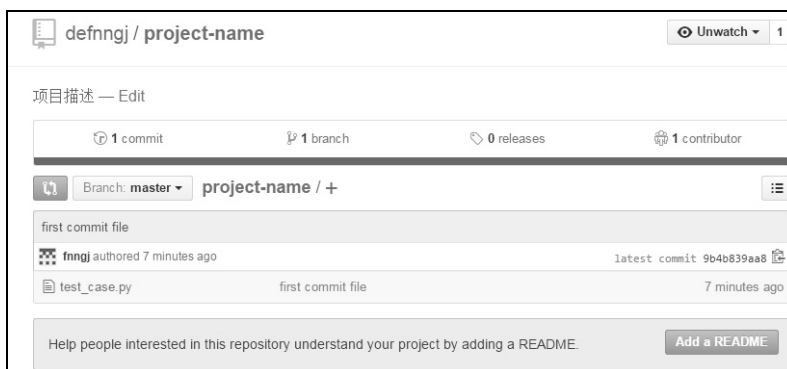 defnngj / project-name
Unwatch 1
项目描述 — Edit
1 commit 1 branch 0 releases 1 contributor
Branch: master project-name / +
first commit file
fnngj authored 7 minutes ago latest commit 9b4b839aa8
test_case.py first commit file 7 minutes ago
Help people interested in this repository understand your project by adding a README. Add a README